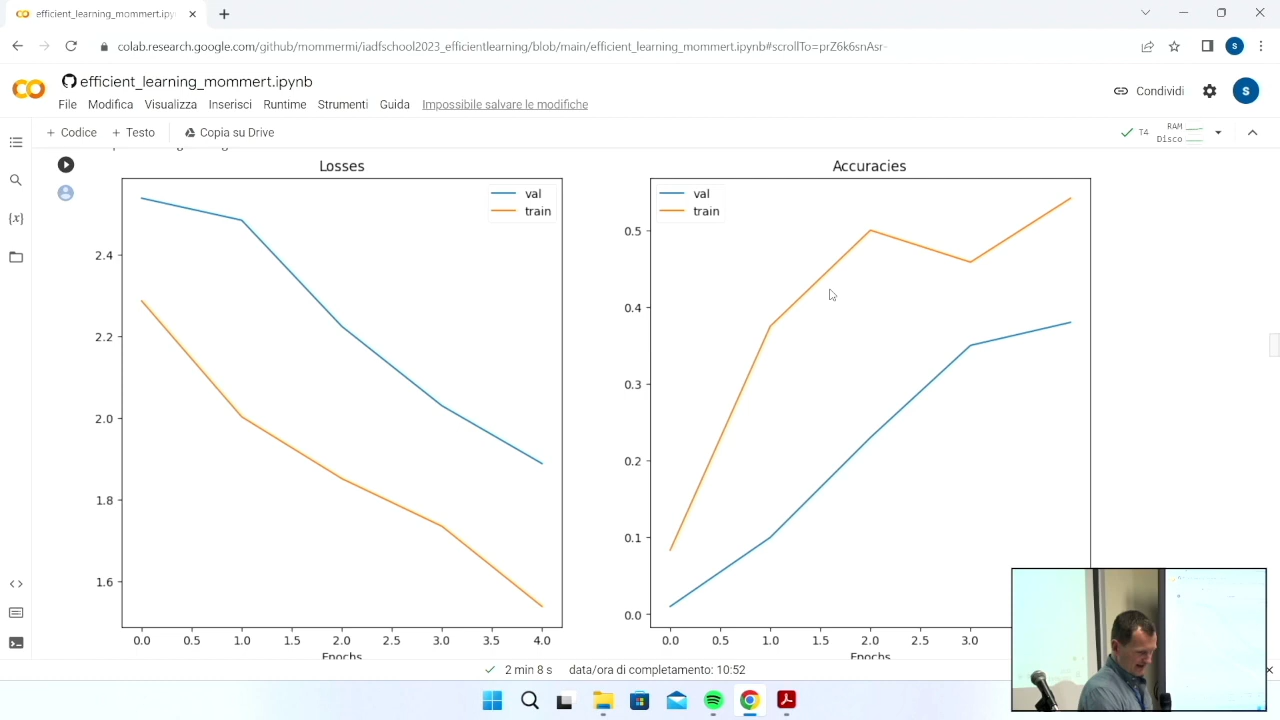 efficient_learning_mommert.ipy
colab.research.google.com/github/mommermi/iadfschool2023_efficientlearning/blob/main/efficient_learning_mommert.ipynb#scrollTo=prZ6k6snAsr-
S
efficient_learning_mommert.ipynb
File Modifica Visualizza Inserisci Runtime Strumenti Guida Impossibile salvare le modifiche
Condividi
S
+ Codice + Testo Copia su Drive
T4 RAM
Disco
Losses
Accuracies
val
train
val
train
2.4
2.2
2.0
1.8
1.6
0.5
0.4
0.3
0.2
0.1
0.0
0.0 0.5 1.0 1.5 2.0 2.5 3.0 3.5 4.0
0.0 0.5 1.0 1.5 2.0 2.5 3.0
Epochs
Epochs
{x}
2 min 8 s data/ora di completamento: 10:52